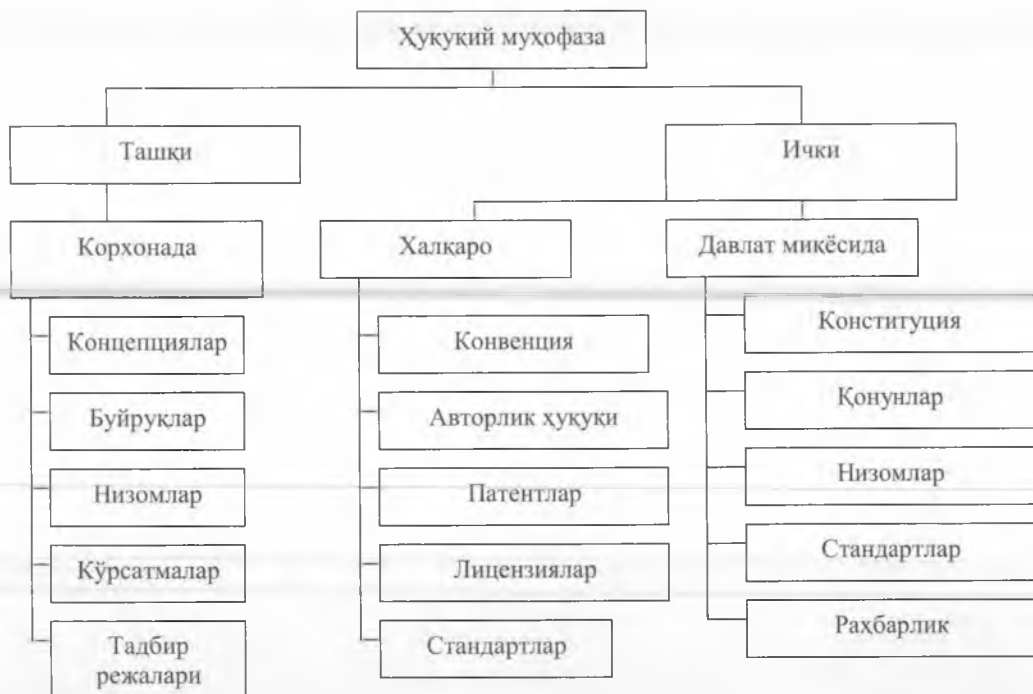 Ҳуқуқий муҳофаза
Ташқи
Ички
Корхонада
Халқаро
Давлат миқёсида
Концепциялар
Буйруқлар
Низомлар
Кўрсатмалар
Тадбир
режалари
Конвенция
Авторлик ҳуқуқи
Патентлар
Лицензиялар
Стандартлар
Конституция
Қонунлар
Низомлар
Стандартлар
Рахбарлик